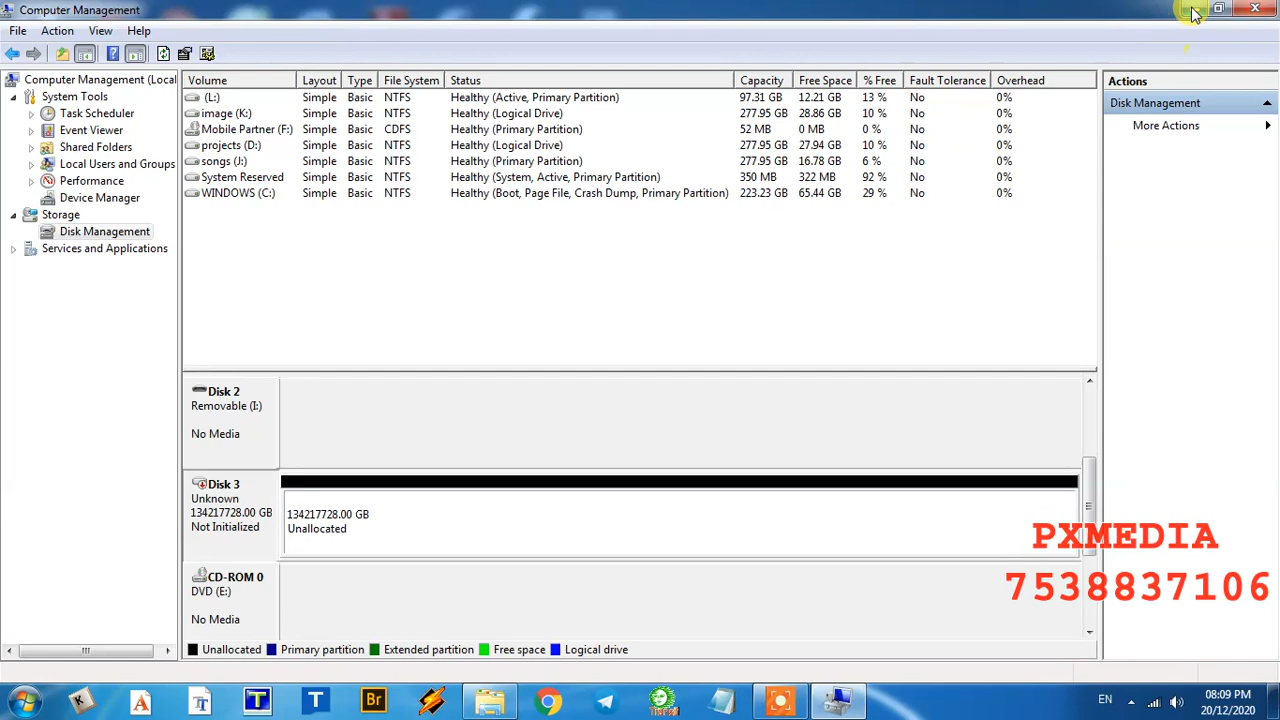 Computer Management
File Action View Help
Computer Management (Local
System Tools
Task Scheduler
Event Viewer
Shared Folders
Local Users and Groups
Performance
Device Manager
Storage
Disk Management
Services and Applications
Volume Layout Type File System Status Capacity Free Space % Free Fault Tolerance Overhead
(L:) Simple Basic NTFS Healthy (Active, Primary Partition) 97.31 GB 12.21 GB 13 % No 0%
image (K:) Simple Basic NTFS Healthy (Logical Drive) 277.95 GB 28.86 GB 10 % No 0%
Mobile Partner (F:) Simple Basic CDFS Healthy (Primary Partition) 52 MB 0 MB 0 % No 0%
projects (D:) Simple Basic NTFS Healthy (Logical Drive) 277.95 GB 27.94 GB 10 % No 0%
songs (J:) Simple Basic NTFS Healthy (Primary Partition) 277.95 GB 16.78 GB 6 % No 0%
System Reserved Simple Basic NTFS Healthy (System, Active, Primary Partition) 350 MB 322 MB 92 % No 0%
WINDOWS (C:) Simple Basic NTFS Healthy (Boot, Page File, Crash Dump, Primary Partition) 223.23 GB 65.44 GB 29 % No 0%
Disk 2
Removable (I:)
No Media
Disk 3
Unknown
134217728.00 GB
Not Initialized
134217728.00 GB
Unallocated
CD-ROM 0
DVD (E:)
No Media
Unallocated Primary partition Extended partition Free space Logical drive
Actions
Disk Management
More Actions
PXMEDIA
7538837106
K A T T T Br
EN
08:09 PM
20/12/2020